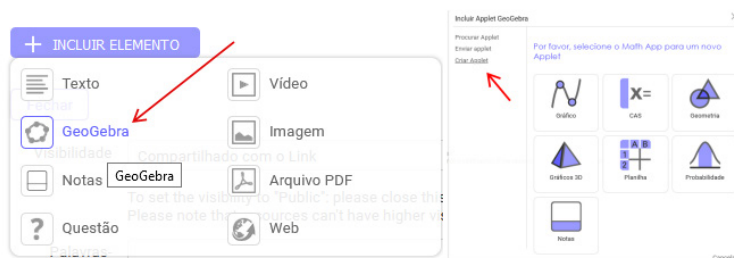 + INCLUIR ELEMENTO
Texto
Vídeo
Fechar
GeoGebra
Imagem
Visibilidade
Compartilhado com o Link
Notas
GeoGebra
Arquivo PDF
To set the visibility to "Public": please close this
Please note that resources can't have higher
Questão
Web
Palavras
Incluir Applet GeoGebra
Procurar Applet
Enviar applet
Criar Applet
Por favor, selecione o Math App para um novo
Applet
X=
Gráfico
CAS
Geometria
A B
1
2
Gráficos 3D
Planilha
Probabilidade
Notas